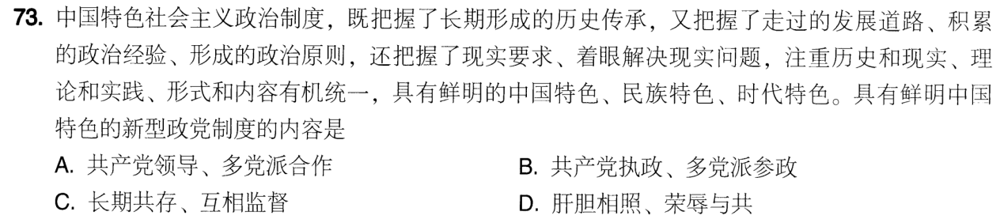 73. 中国特色社会主义政治制度，既把握了长期形成的历史传承，又把握了走过的发展道路、积累
的政治经验、形成的政治原则，还把握了现实要求、着眼解决现实问题，注重历史和现实、理
论和实践、形式和内容有机统一，具有鲜明的中国特色、民族特色、时代特色。具有鲜明中国
特色的新型政党制度的内容是
A. 共产党领导、多党派合作 B. 共产党执政、多党派参政
C. 长期共存、互相监督 D. 肝胆相照、荣辱与共